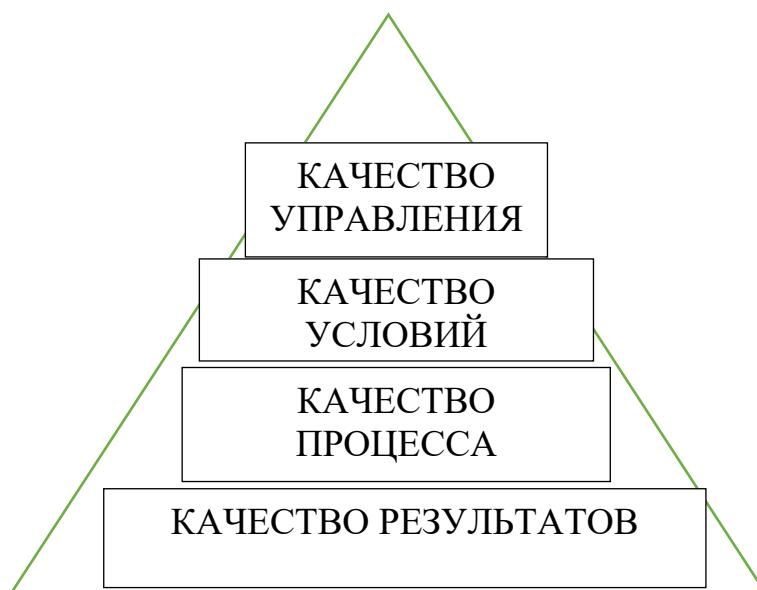 КАЧЕСТВО
УПРАВЛЕНИЯ
КАЧЕСТВО
УСЛОВИЙ
КАЧЕСТВО
ПРОЦЕССА
КАЧЕСТВО РЕЗУЛЬТАТОВ